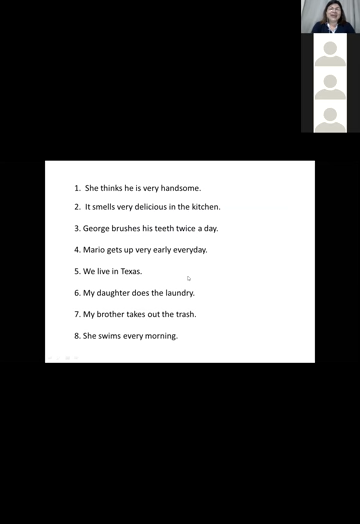 1. She thinks he is very handsome.
2. It smells very delicious in the kitchen.
3. George brushes his teeth twice a day.
4. Mario gets up very early everyday.
5. We live in Texas.
6. My daughter does the laundry.
7. My brother takes out the trash.
8. She swims every morning.